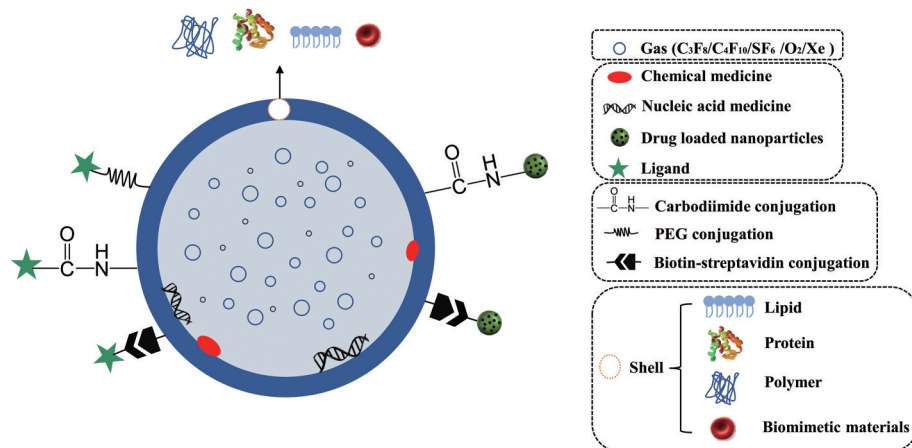 Gas (C₃F₈/C₄F₁₀/SF₆ /O₂/Xe )
Chemical medicine
Nucleic acid medicine
Drug loaded nanoparticles
Ligand
O
C
N
H
Carbodiimide conjugation
PEG conjugation
Biotin-streptavidin conjugation
Shell
Lipid
Protein
Polymer
Biomimetic materials
O
C
N
H
O
C
H
N